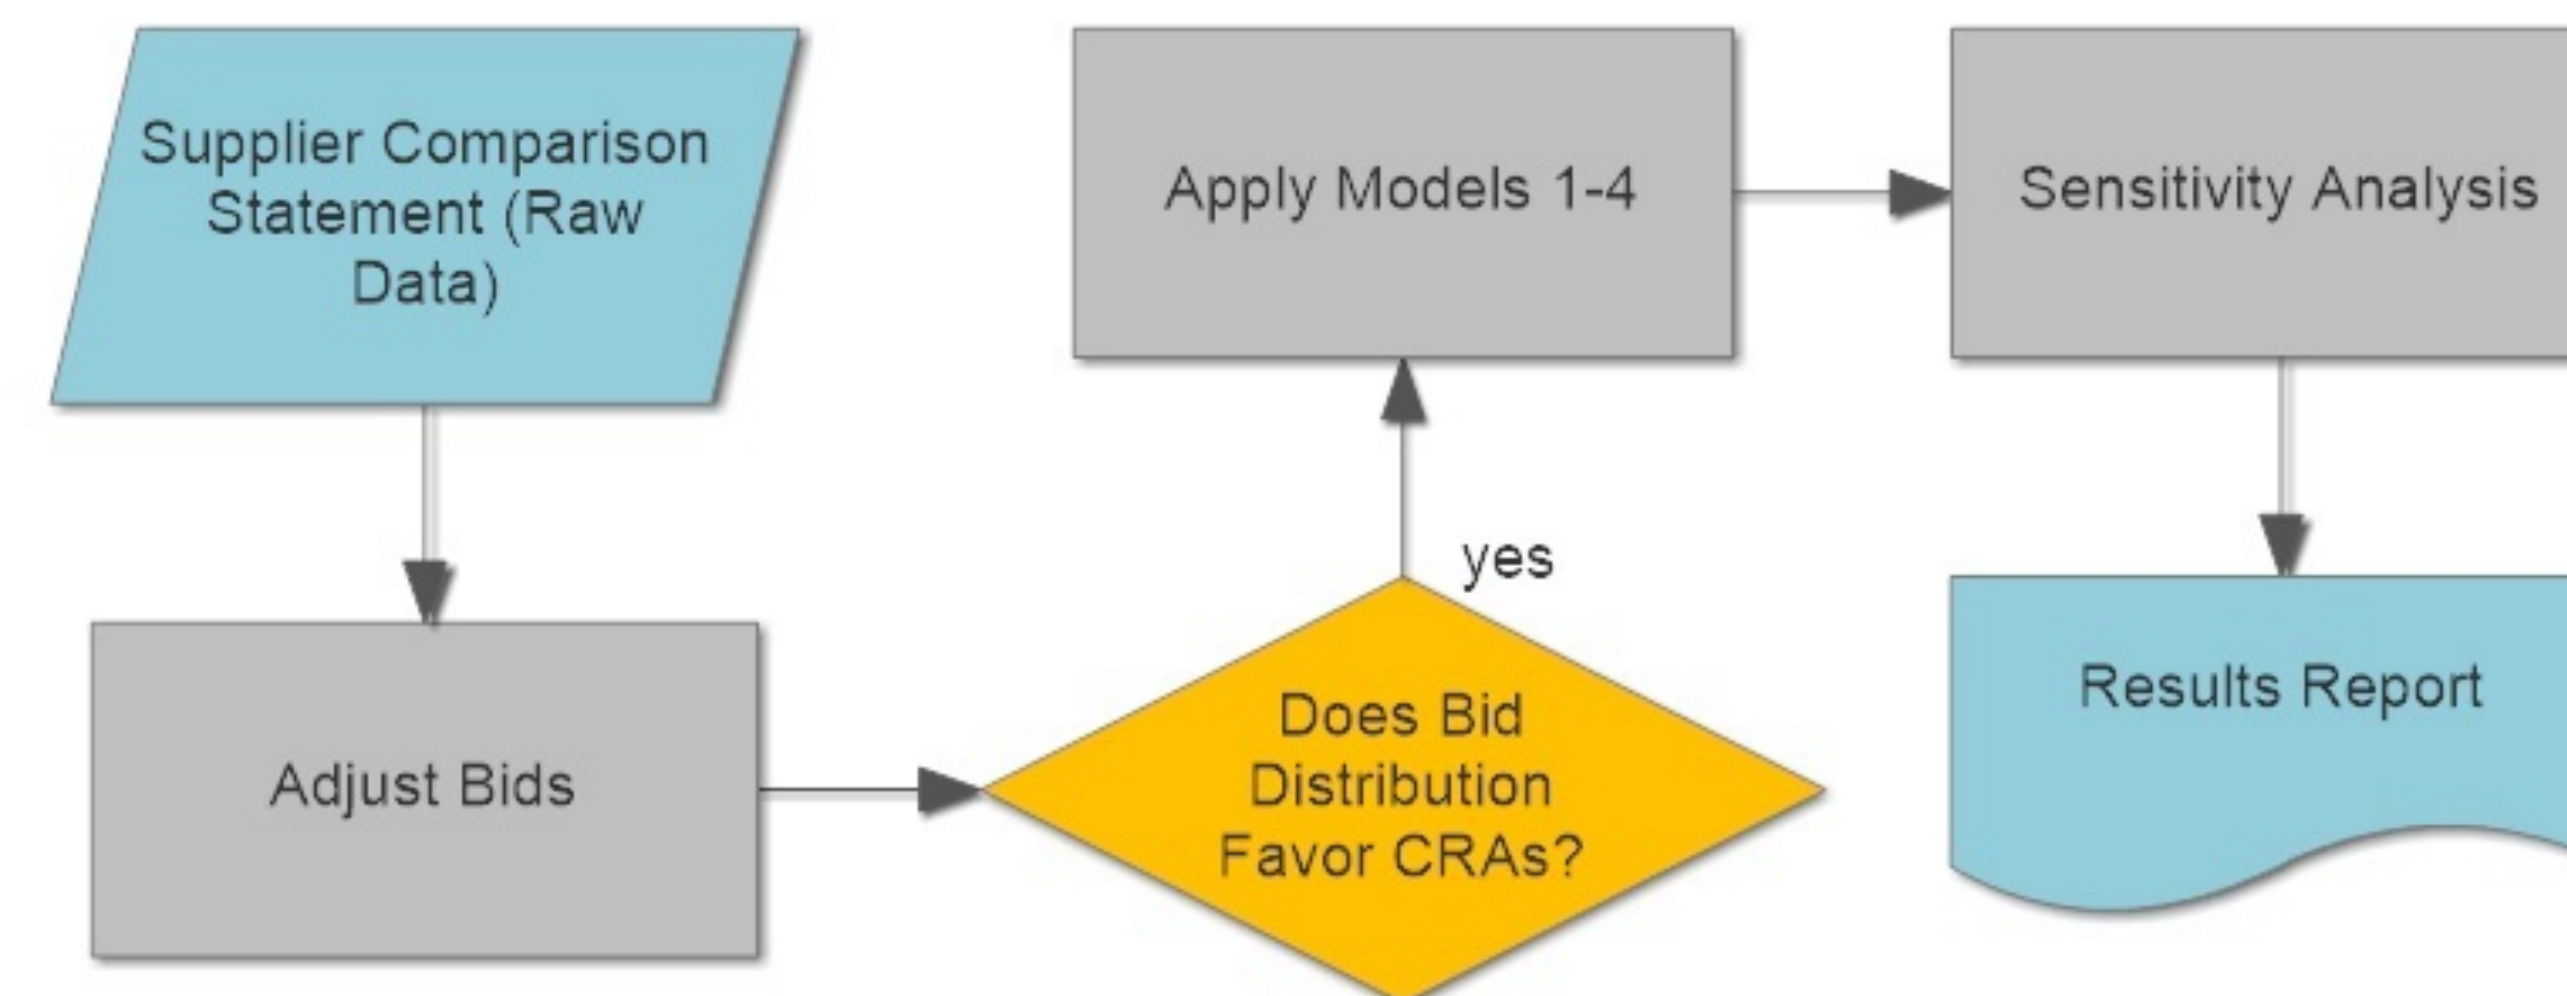 Supplier Comparison
Statement (Raw
Data)
Adjust Bids
Does Bid
Distribution
Favor CRAs?
yes
Apply Models 1-4
Sensitivity Analysis
Results Report